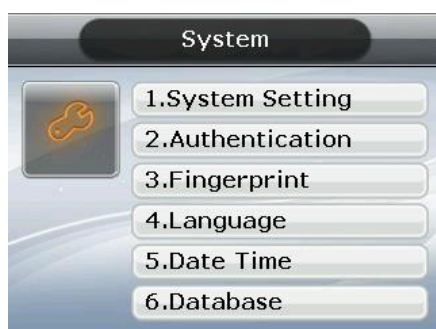 System
1.System Setting
2.Authentication
3.Fingerprint
4.Language
5.Date Time
6.Database